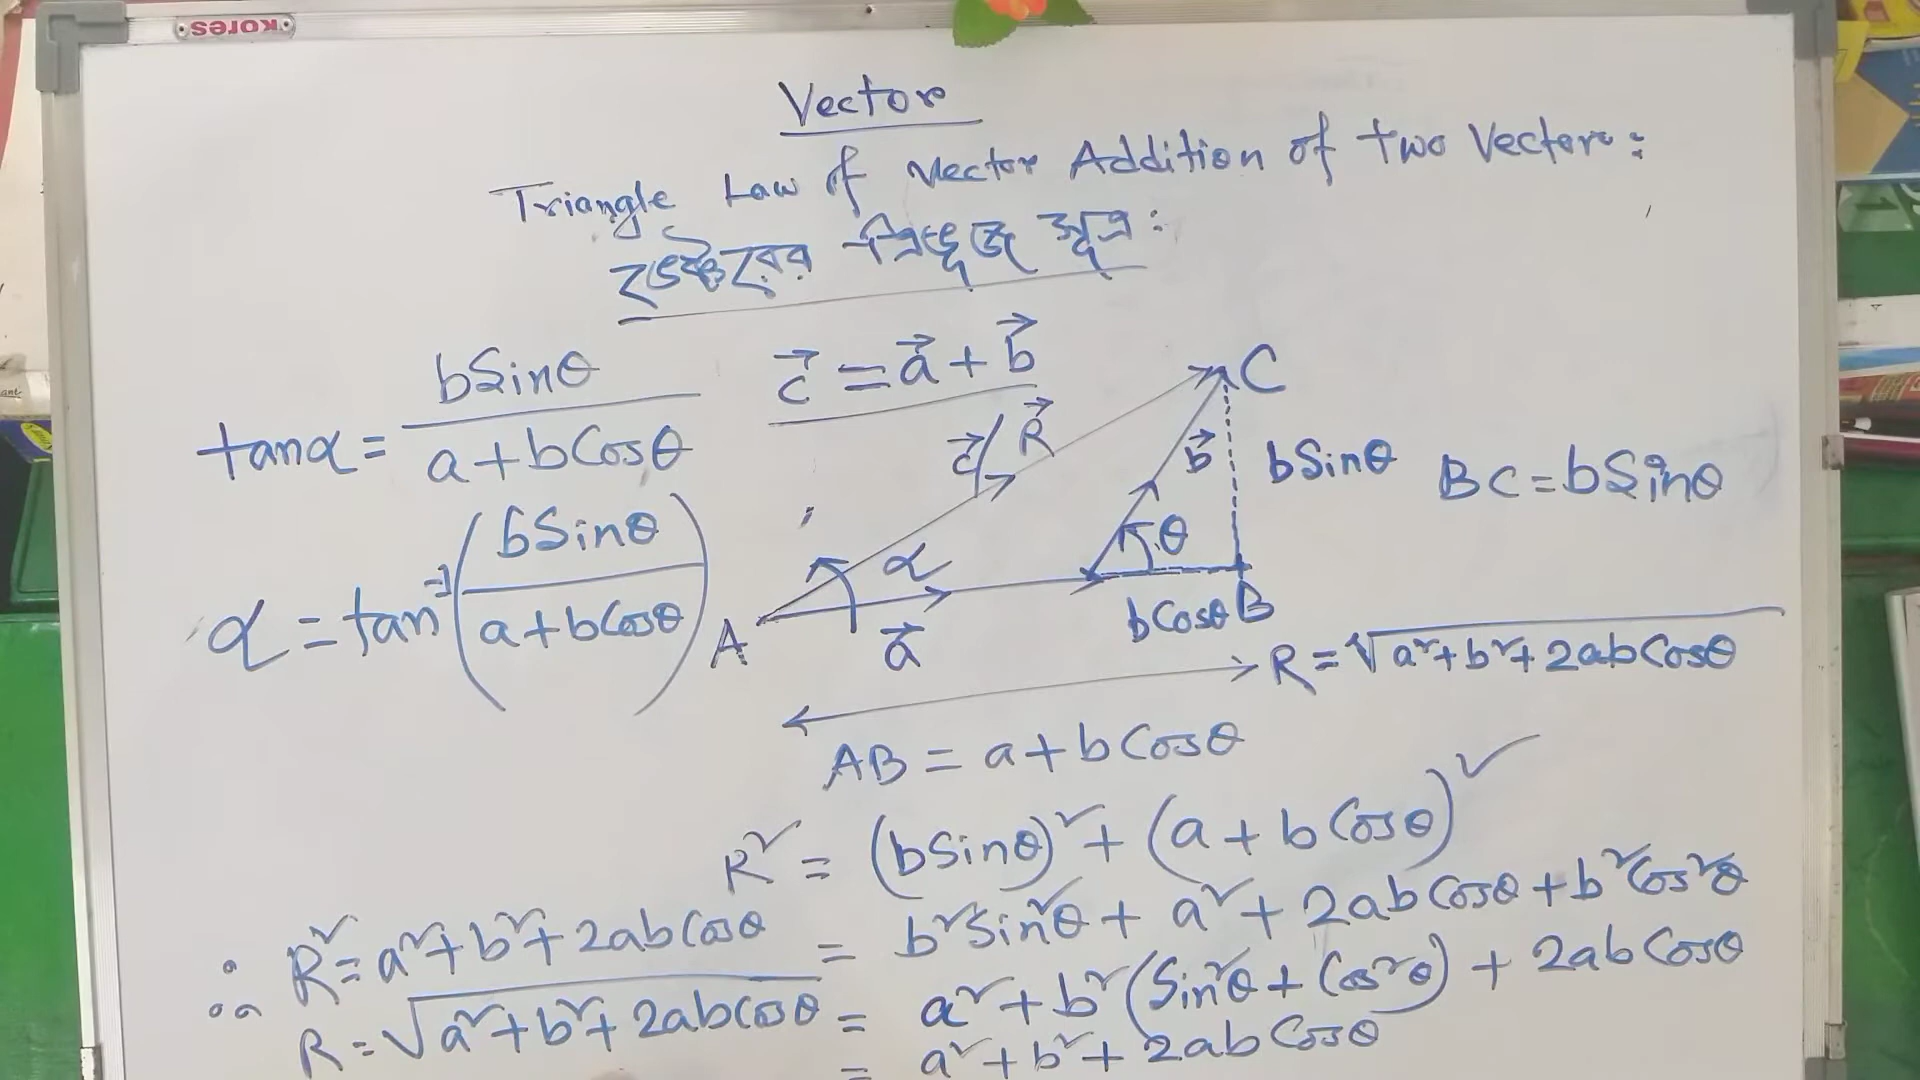 KORES
Vector
Triangle Law of Vector Addition of two Vector:
ভেক্টরের ত্রিভুজ সূত্র:
tanα = bSinθ / a+bCosθ
c⃗ = a⃗ + b⃗
C
c⃗/R⃗
b⃗
bSinθ
BC = bSinθ
α = tan⁻¹(bSinθ / a+bCosθ)
α
θ
A
a⃗
bCosθ B
R = √a²+b²+2abCosθ
AB = a+bCosθ
R² = (bSinθ)² + (a+bCosθ)²
= b²Sin²θ + a² + 2abCosθ + b²Cos²θ
∴ R² = a²+b²+2abCosθ
= a²+b²(Sin²θ+Cos²θ) + 2abCosθ
R = √a²+b²+2abCosθ
= a²+b²+2abCosθ